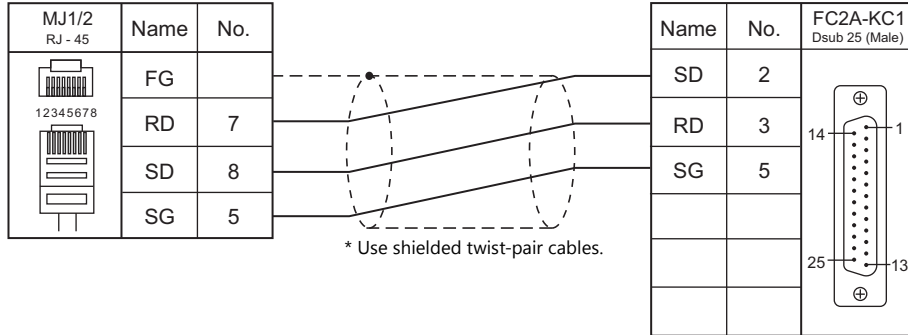 MJ1/2 Name No.
RJ - 45
FG
12345678
RD 7
SD 8
SG 5
* Use shielded twist-pair cables.
Name No. FC2A-KC1
Dsub 25 (Male)
SD 2
RD 3
SG 5
14 1
25 13